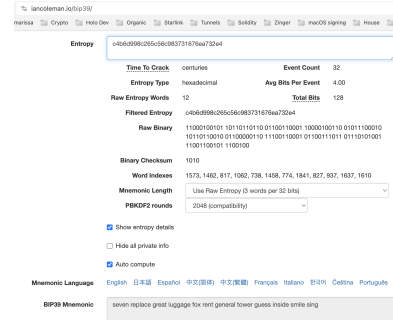 iancoleman.io/bip39/
marissa Crypto Holo Dev Organic Starlink Tunnels Solidity Zinger macOS signing House
Entropy c4b6d998c265c56c983731676ea732e4
Time To Crack centuries Event Count 32
Entropy Type hexadecimal Avg Bits Per Event 4.00
Raw Entropy Words 12 Total Bits 128
Filtered Entropy c4b6d998c265c56c983731676ea732e4
Raw Binary 11000100101 10110110110 01100110001 10000100110 01011100010
10110110010 01100000110 11100110001 01100111011 01110101001
11001100101 1100100
Binary Checksum 1010
Word Indexes 1573, 1462, 817, 1062, 738, 1458, 774, 1841, 827, 937, 1637, 1610
Mnemonic Length Use Raw Entropy (3 words per 32 bits)
PBKDF2 rounds 2048 (compatibility)
Show entropy details
Hide all private info
Auto compute
Mnemonic Language English 日本語 Español 中文(简体) 中文(繁體) Français Italiano 한국어 Čeština Português
BIP39 Mnemonic seven replace great luggage fox rent general tower guess inside smile sing